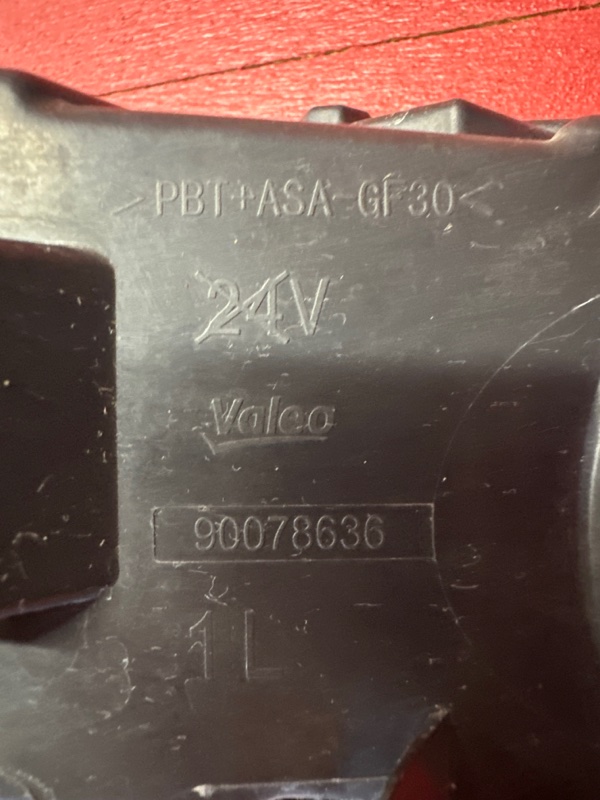 >PBT+ASA-GF30<
24V
Valeo
90078636
1L